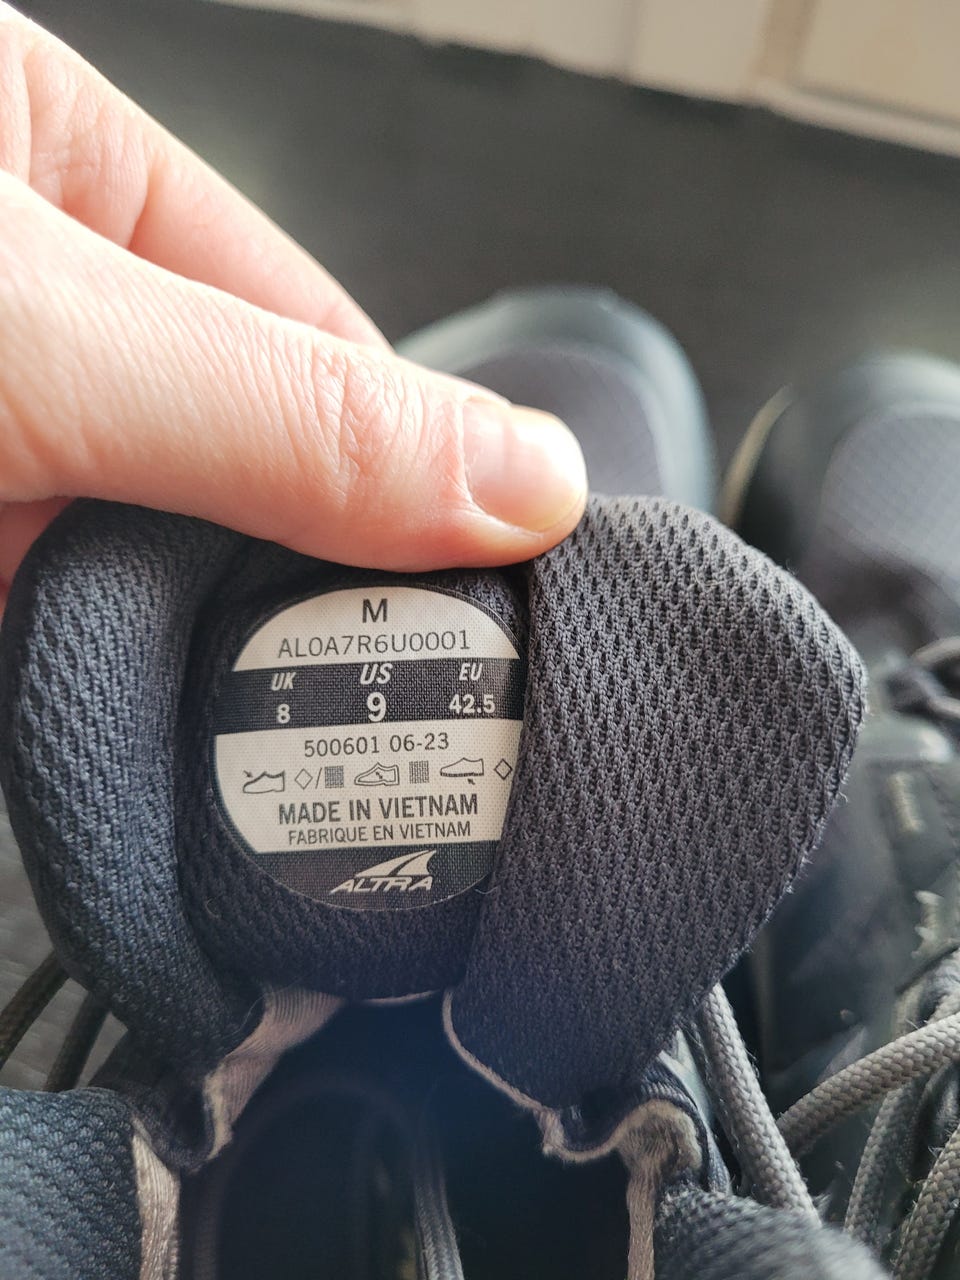 M
AL0A7R6U0001
UK US EU
8 9 42.5
500601 06-23
/
MADE IN VIETNAM
FABRIQUE EN VIETNAM
ALTRA